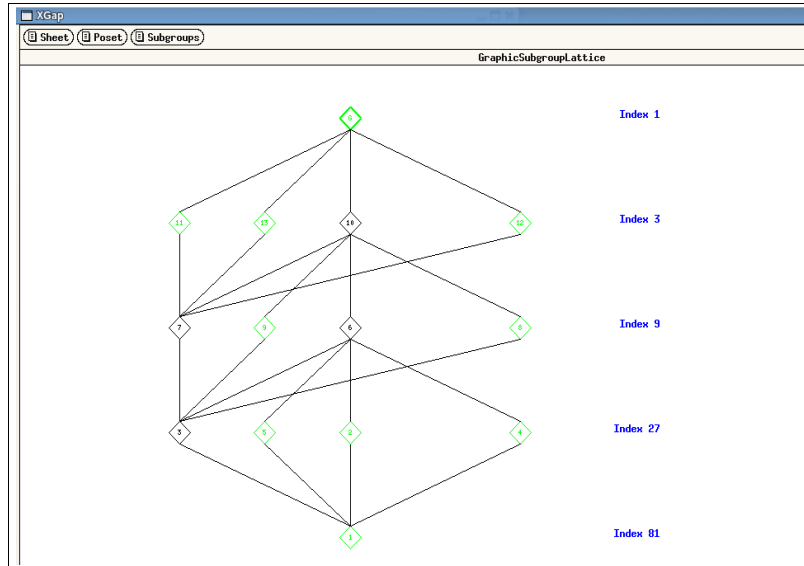 XGap
Sheet Poset Subgroups
GraphicSubgroupLattice
G Index 1
11 13 10 12 Index 3
7 9 6 8 Index 9
3 5 2 4 Index 27
1 Index 81